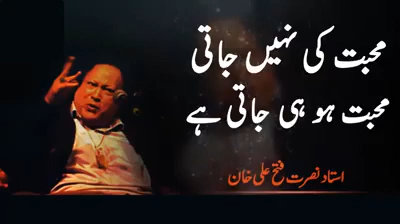 محبت کی نہیں جاتی
محبت ہو ہی جاتی ہے
استاد نصرت فتح علی خان